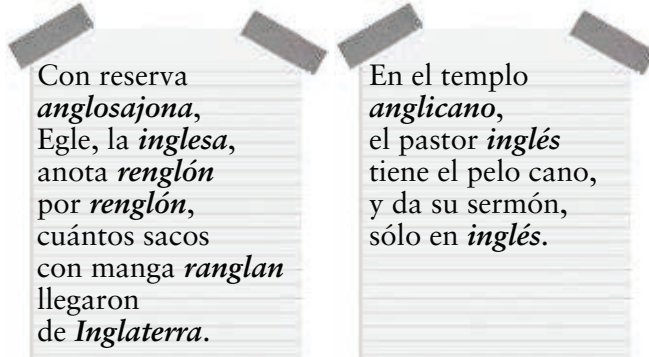 Con reserva
anglosajona,
Egle, la inglesa,
anota renglón
por renglón,
cuántos sacos
con manga ranglan
llegaron
de Inglaterra.
En el templo
anglicano,
el pastor inglés
tiene el pelo cano,
y da su sermón,
sólo en inglés.